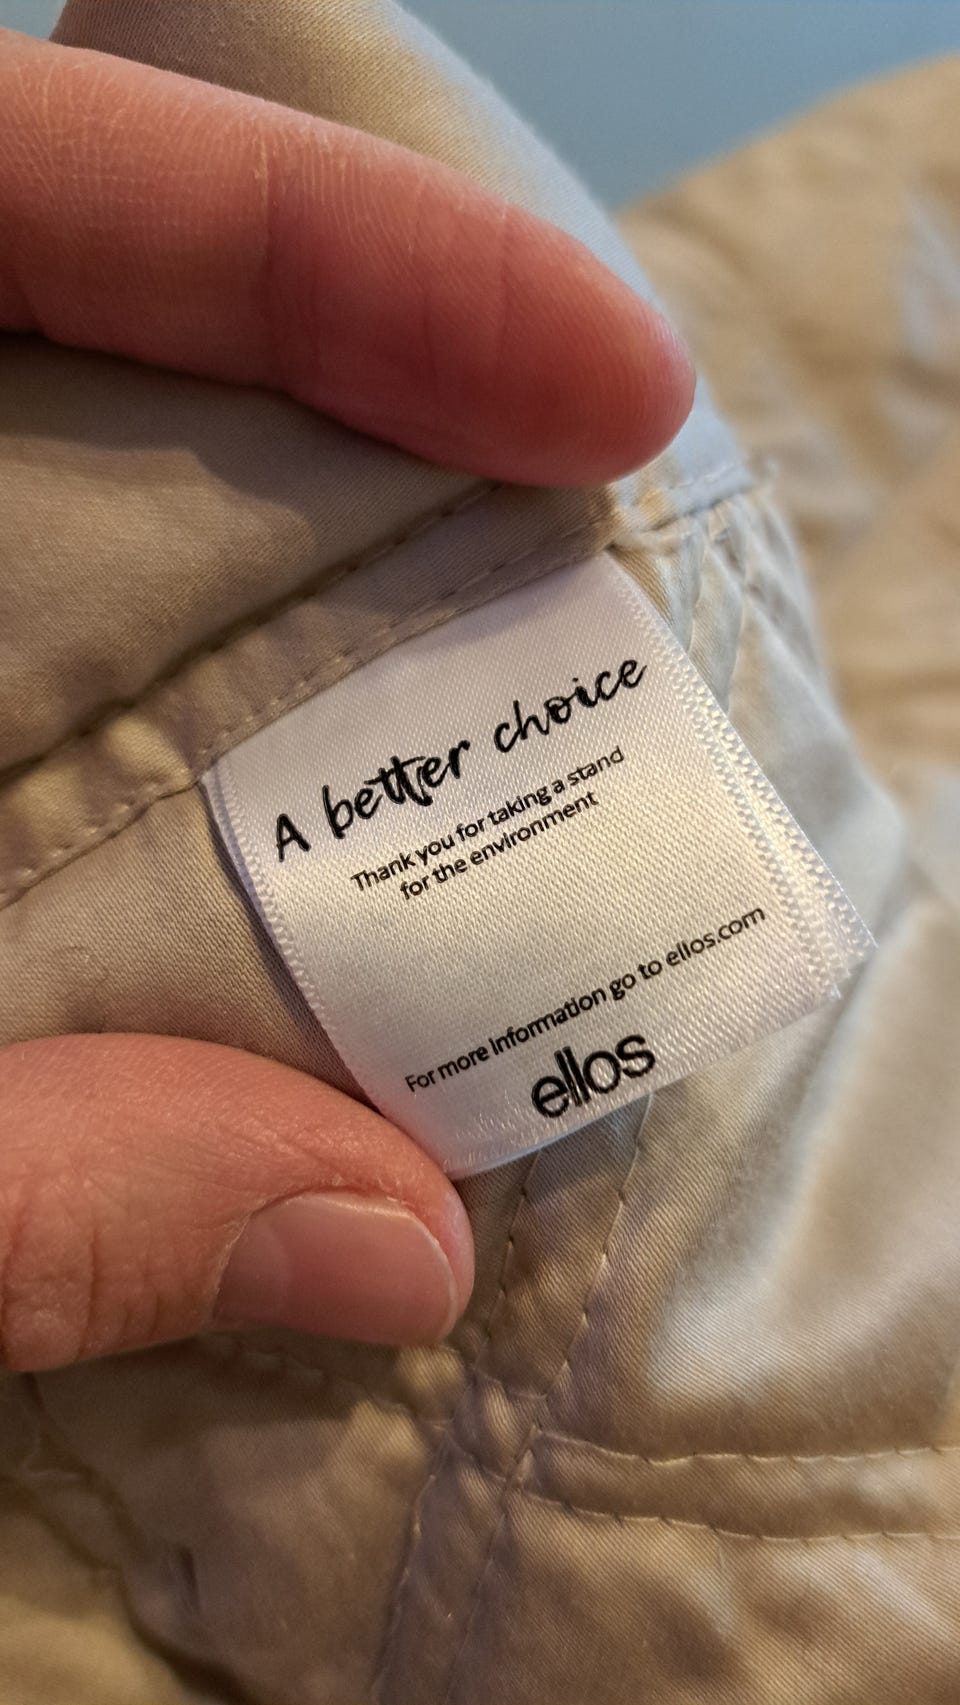 A better choice
Thank you for taking a stand
for the environment
For more information go to ellos.com
ellos